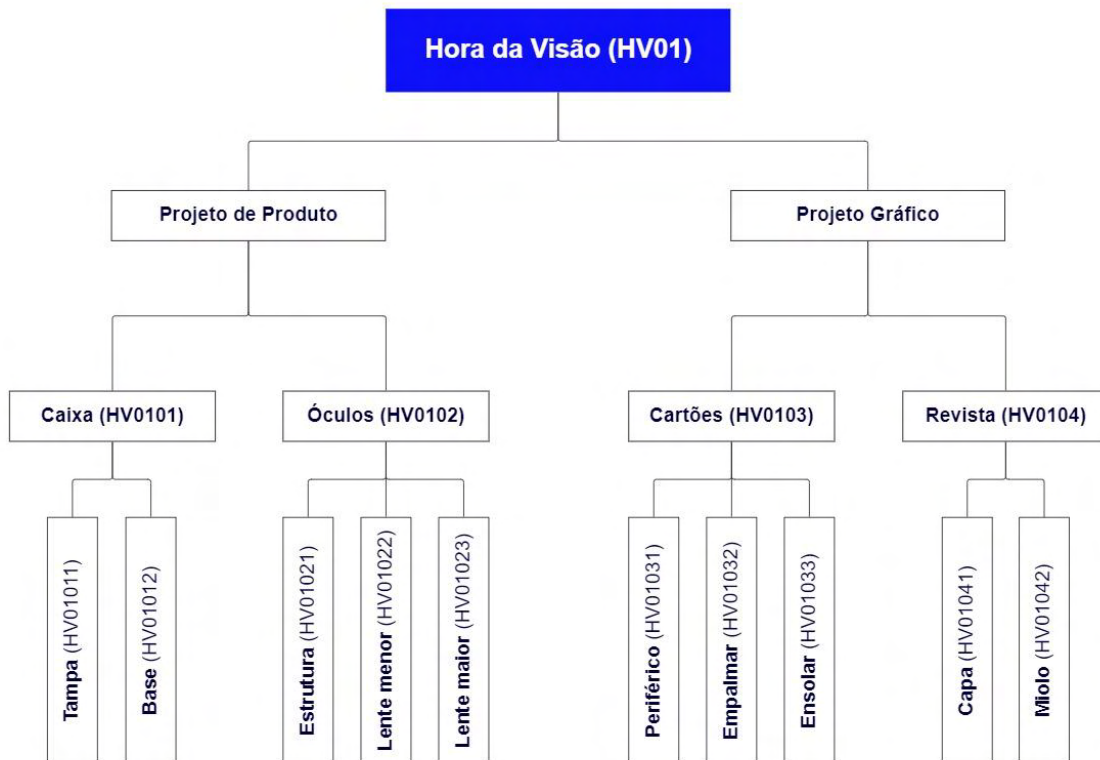 Hora da Visão (HV01)
Projeto de Produto
Projeto Gráfico
Caixa (HV0101)
Óculos (HV0102)
Cartões (HV0103)
Revista (HV0104)
Tampa (HV01011)
Base (HV01012)
Estrutura (HV01021)
Lente menor (HV01022)
Lente maior (HV01023)
Periférico (HV01031)
Empalmar (HV01032)
Ensolar (HV01033)
Capa (HV01041)
Miolo (HV01042)